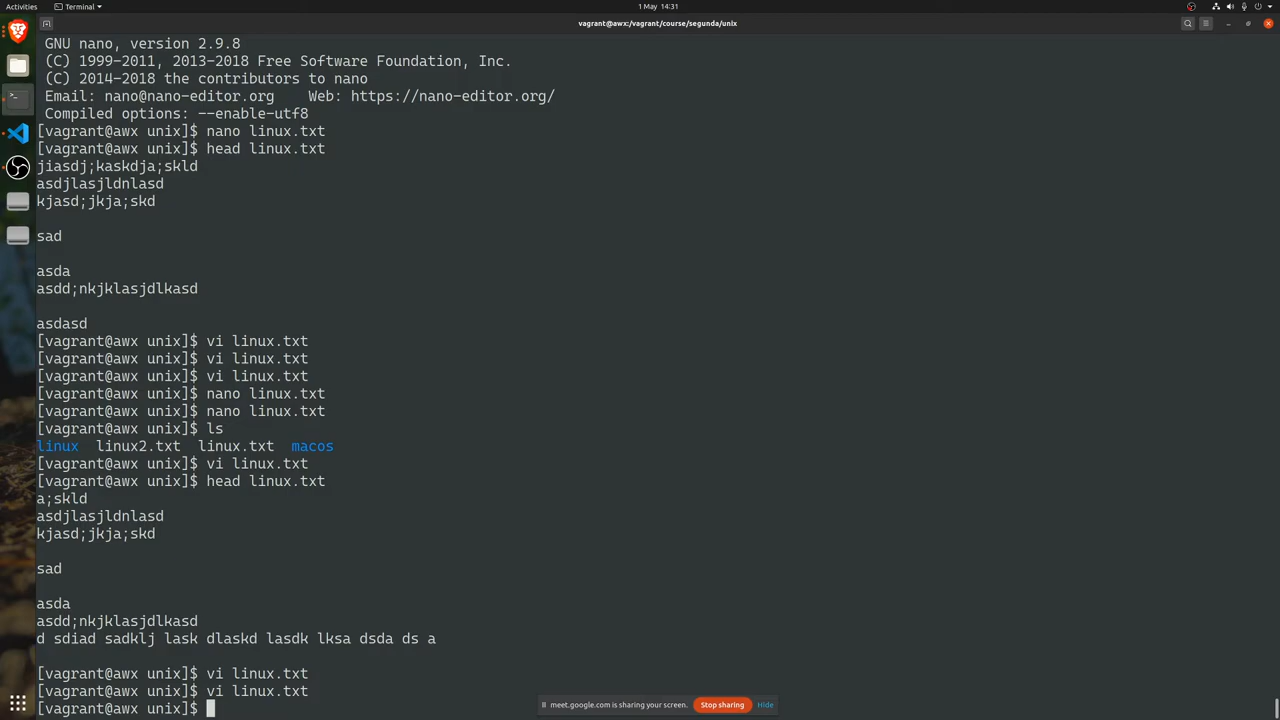 Activities
Terminal
1 May 14:31
vagrant@awx:/vagrant/course/segunda/unix
GNU nano, version 2.9.8
(C) 1999-2011, 2013-2018 Free Software Foundation, Inc.
(C) 2014-2018 the contributors to nano
Email: nano@nano-editor.org    Web: https://nano-editor.org/
Compiled options: --enable-utf8
[vagrant@awx unix]$ nano linux.txt
[vagrant@awx unix]$ head linux.txt
jiasdj;kaskdja;skld
asdjlasjldnlasd
kjasd;jkja;skd
sad
asda
asdd;nkjklasjdlkasd
asdasd
[vagrant@awx unix]$ vi linux.txt
[vagrant@awx unix]$ vi linux.txt
[vagrant@awx unix]$ vi linux.txt
[vagrant@awx unix]$ nano linux.txt
[vagrant@awx unix]$ nano linux.txt
[vagrant@awx unix]$ ls
linux  linux2.txt  linux.txt  macos
[vagrant@awx unix]$ vi linux.txt
[vagrant@awx unix]$ head linux.txt
a;skld
asdjlasjldnlasd
kjasd;jkja;skd
sad
asda
asdd;nkjklasjdlkasd
d sdiad sadklj lask dlaskd lasdk lksa dsda ds a
[vagrant@awx unix]$ vi linux.txt
[vagrant@awx unix]$ vi linux.txt
[vagrant@awx unix]$
meet.google.com is sharing your screen.
Stop sharing
Hide